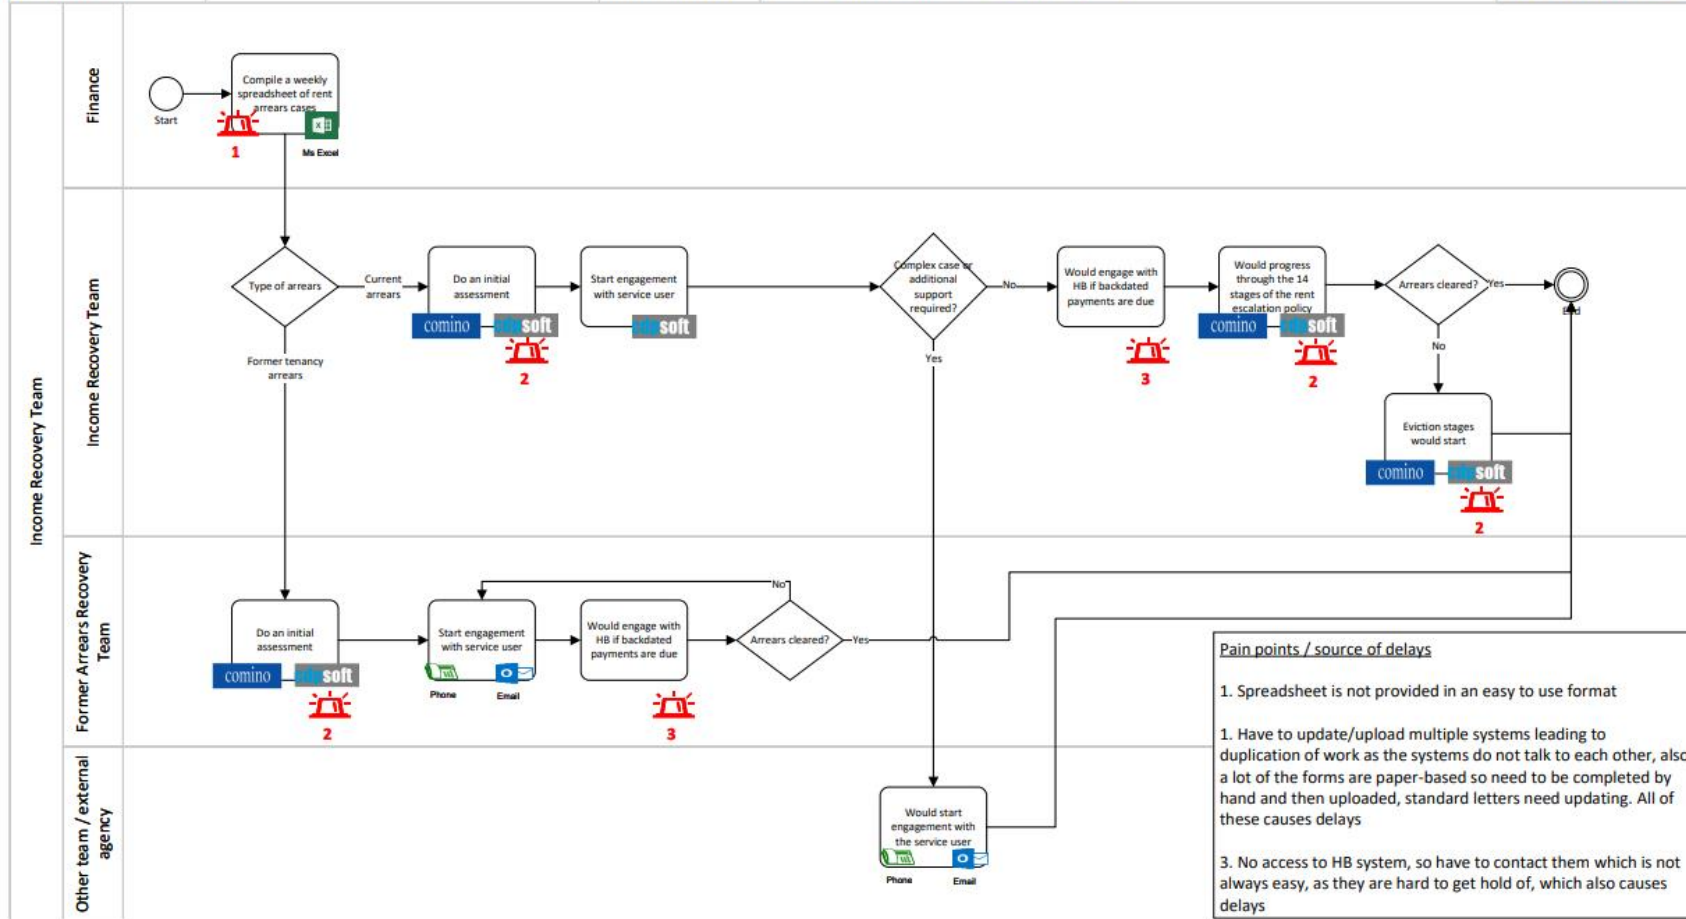 Income Recovery Team
Finance
Start
Compile a weekly
spreadsheet of rent
arrears cases
1
Ms Excel
Income Recovery Team
Type of arrears
Current
arrears
Do an initial
assessment
comino
cdpsoft
2
Start engagement
with service user
cdpsoft
Complex case or
additional
support
required?
No
Would engage with
HB if backdated
payments are due
3
Would progress
through the 14
stages of the rent
escalation policy
comino
cdpsoft
2
Arrears cleared?
Yes
End
No
Eviction stages
would start
comino
cdpsoft
2
Former tenancy
arrears
Yes
Former Arrears Recovery
Team
Do an initial
assessment
comino
cdpsoft
2
Start engagement
with service user
Phone
Email
Would engage with
HB if backdated
payments are due
3
No
Arrears cleared?
Yes
Other team / external
agency
Would start
engagement with
the service user
Phone
Email
Pain points / source of delays
1. Spreadsheet is not provided in an easy to use format
1. Have to update/upload multiple systems leading to
duplication of work as the systems do not talk to each other, also
a lot of the forms are paper-based so need to be completed by
hand and then uploaded, standard letters need updating. All of
these causes delays
3. No access to HB system, so have to contact them which is not
always easy, as they are hard to get hold of, which also causes
delays